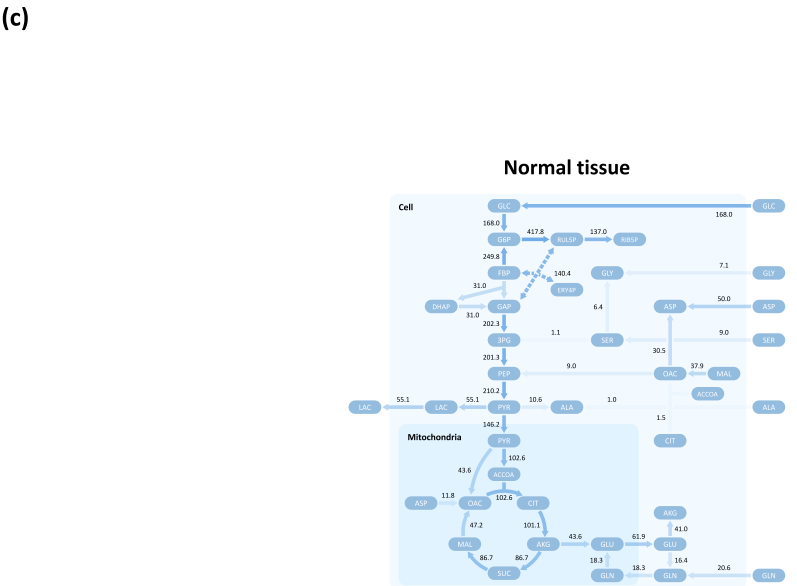 (c)
Normal tissue
Cell
GLC
GLC
168.0
168.0
G6P
417.8
RUL5P
137.0
RIB5P
249.8
FBP
140.4
GLY
7.1
GLY
31.0
ERY4P
DHAP
GAP
6.4
ASP
50.0
ASP
31.0
202.3
3PG
1.1
SER
9.0
SER
30.5
201.3
PEP
9.0
OAC
37.9
MAL
210.2
ACCOA
LAC
55.1
LAC
55.1
PYR
10.6
ALA
1.0
ALA
146.2
1.5
Mitochondria
PYR
CIT
102.6
43.6
ACCOA
ASP
11.8
OAC
102.6
CIT
AKG
47.2
101.1
41.0
MAL
AKG
43.6
GLU
61.9
GLU
86.7
86.7
18.3
16.4
SUC
GLN
18.3
GLN
20.6
GLN